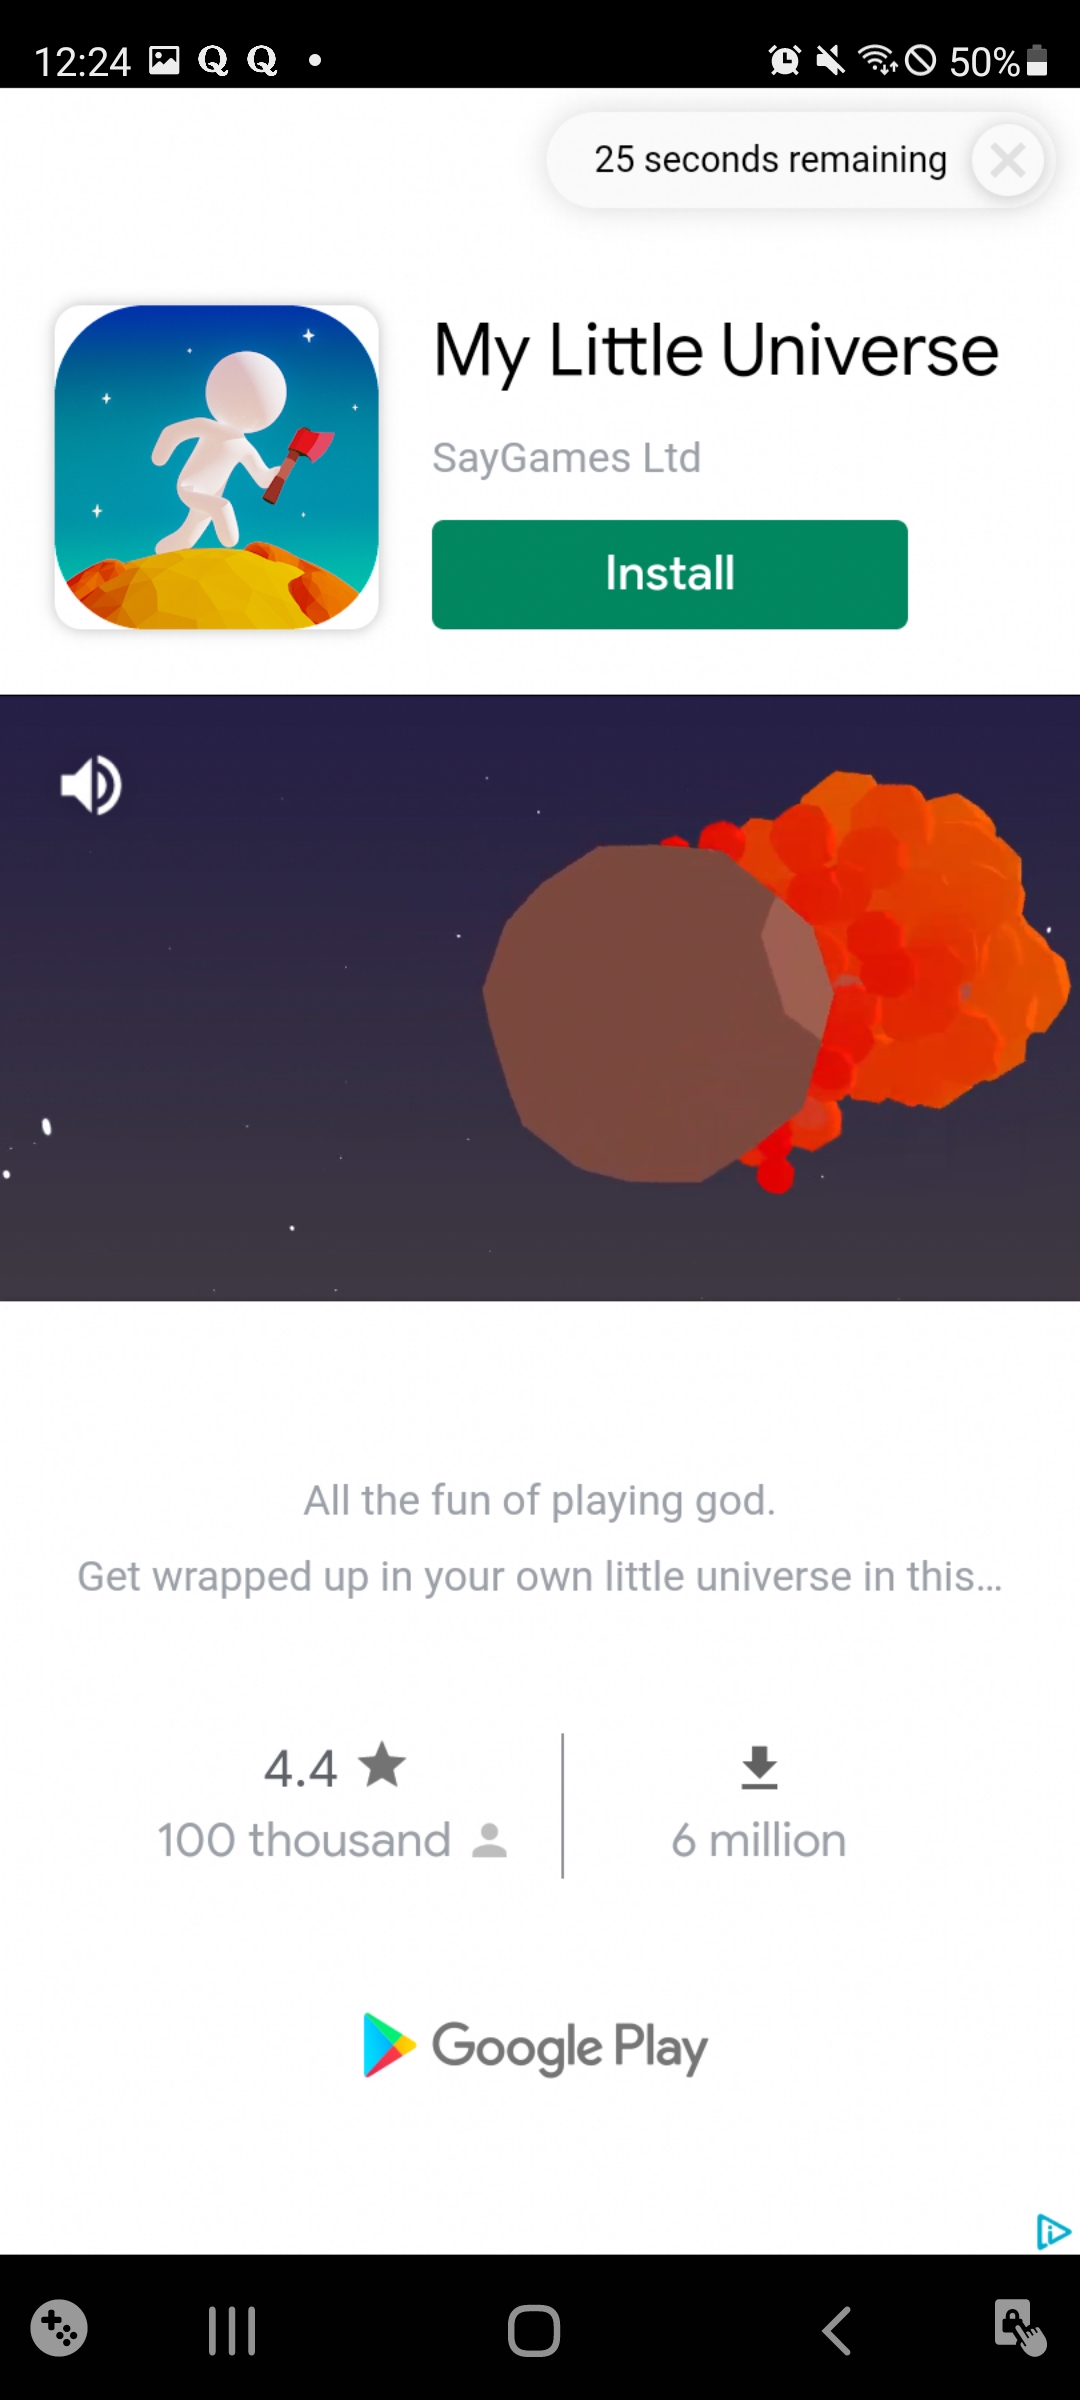 12:24
50%
25 seconds remaining
My Little Universe
SayGames Ltd
Install
All the fun of playing god.
Get wrapped up in your own little universe in this...
4.4
100 thousand
6 million
Google Play